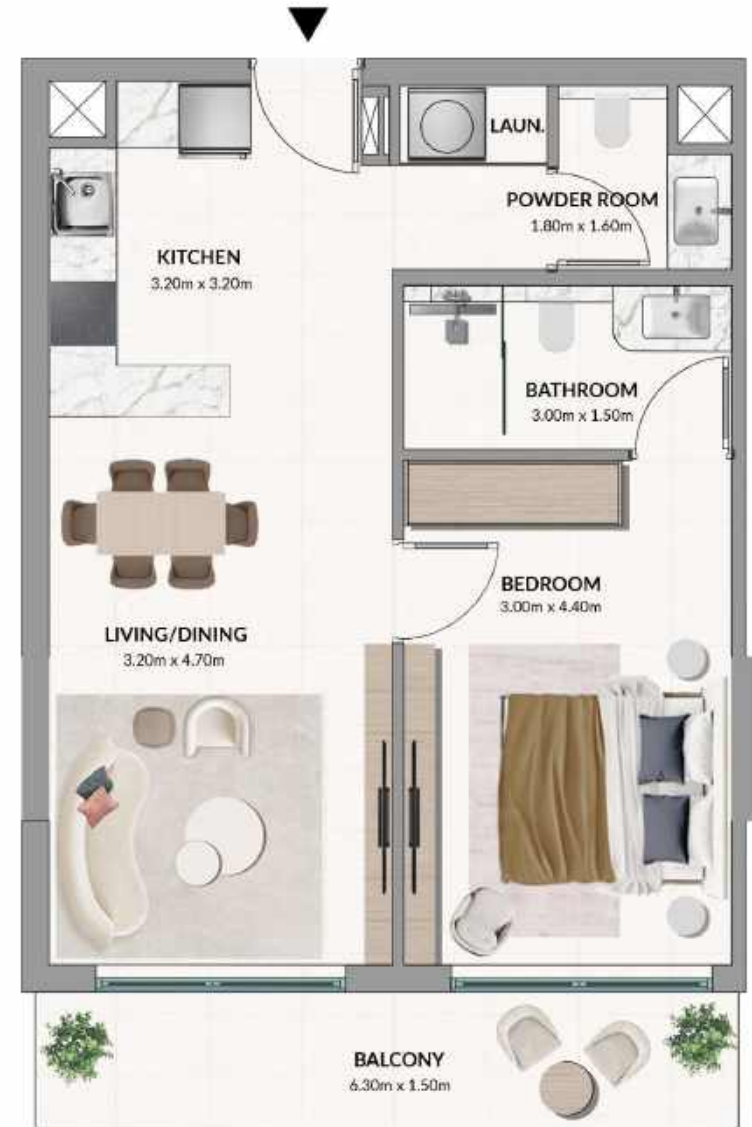 LAUN.
POWDER ROOM
1.80m x 1.60m
KITCHEN
3.20m x 3.20m
BATHROOM
3.00m x 1.50m
BEDROOM
3.00m x 4.40m
LIVING/DINING
3.20m x 4.70m
BALCONY
6.30m x 1.50m